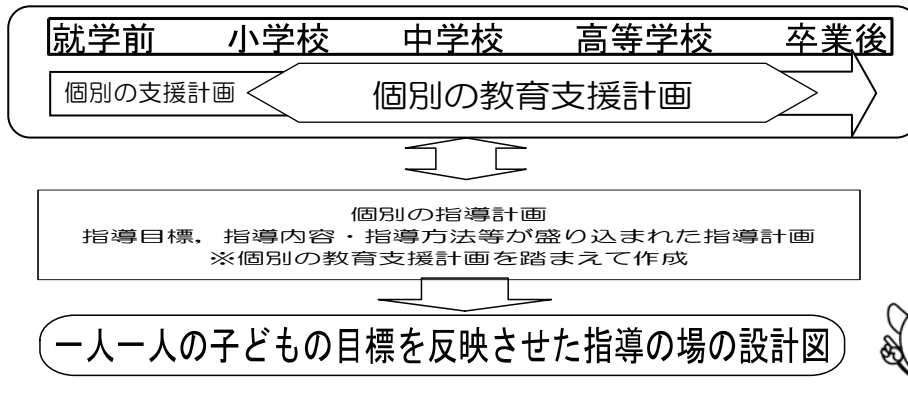 就学前 小学校 中学校 高等学校 卒業後
個別の支援計画 個別の教育支援計画
個別の指導計画
指導目標，指導内容・指導方法等が盛り込まれた指導計画
※個別の教育支援計画を踏まえて作成
一人一人の子どもの目標を反映させた指導の場の設計図